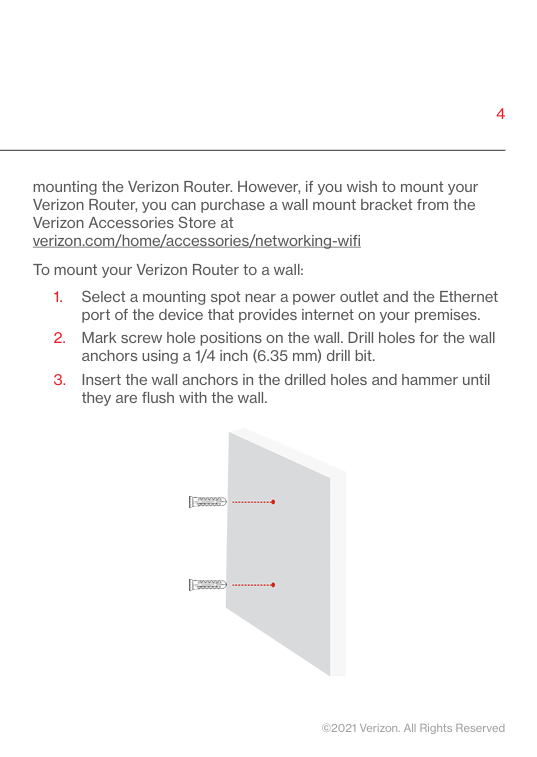 4
mounting the Verizon Router. However, if you wish to mount your
Verizon Router, you can purchase a wall mount bracket from the
Verizon Accessories Store at
verizon.com/home/accessories/networking-wifi
To mount your Verizon Router to a wall:
1. Select a mounting spot near a power outlet and the Ethernet
port of the device that provides internet on your premises.
2. Mark screw hole positions on the wall. Drill holes for the wall
anchors using a 1/4 inch (6.35 mm) drill bit.
3. Insert the wall anchors in the drilled holes and hammer until
they are flush with the wall.
©2021 Verizon. All Rights Reserved